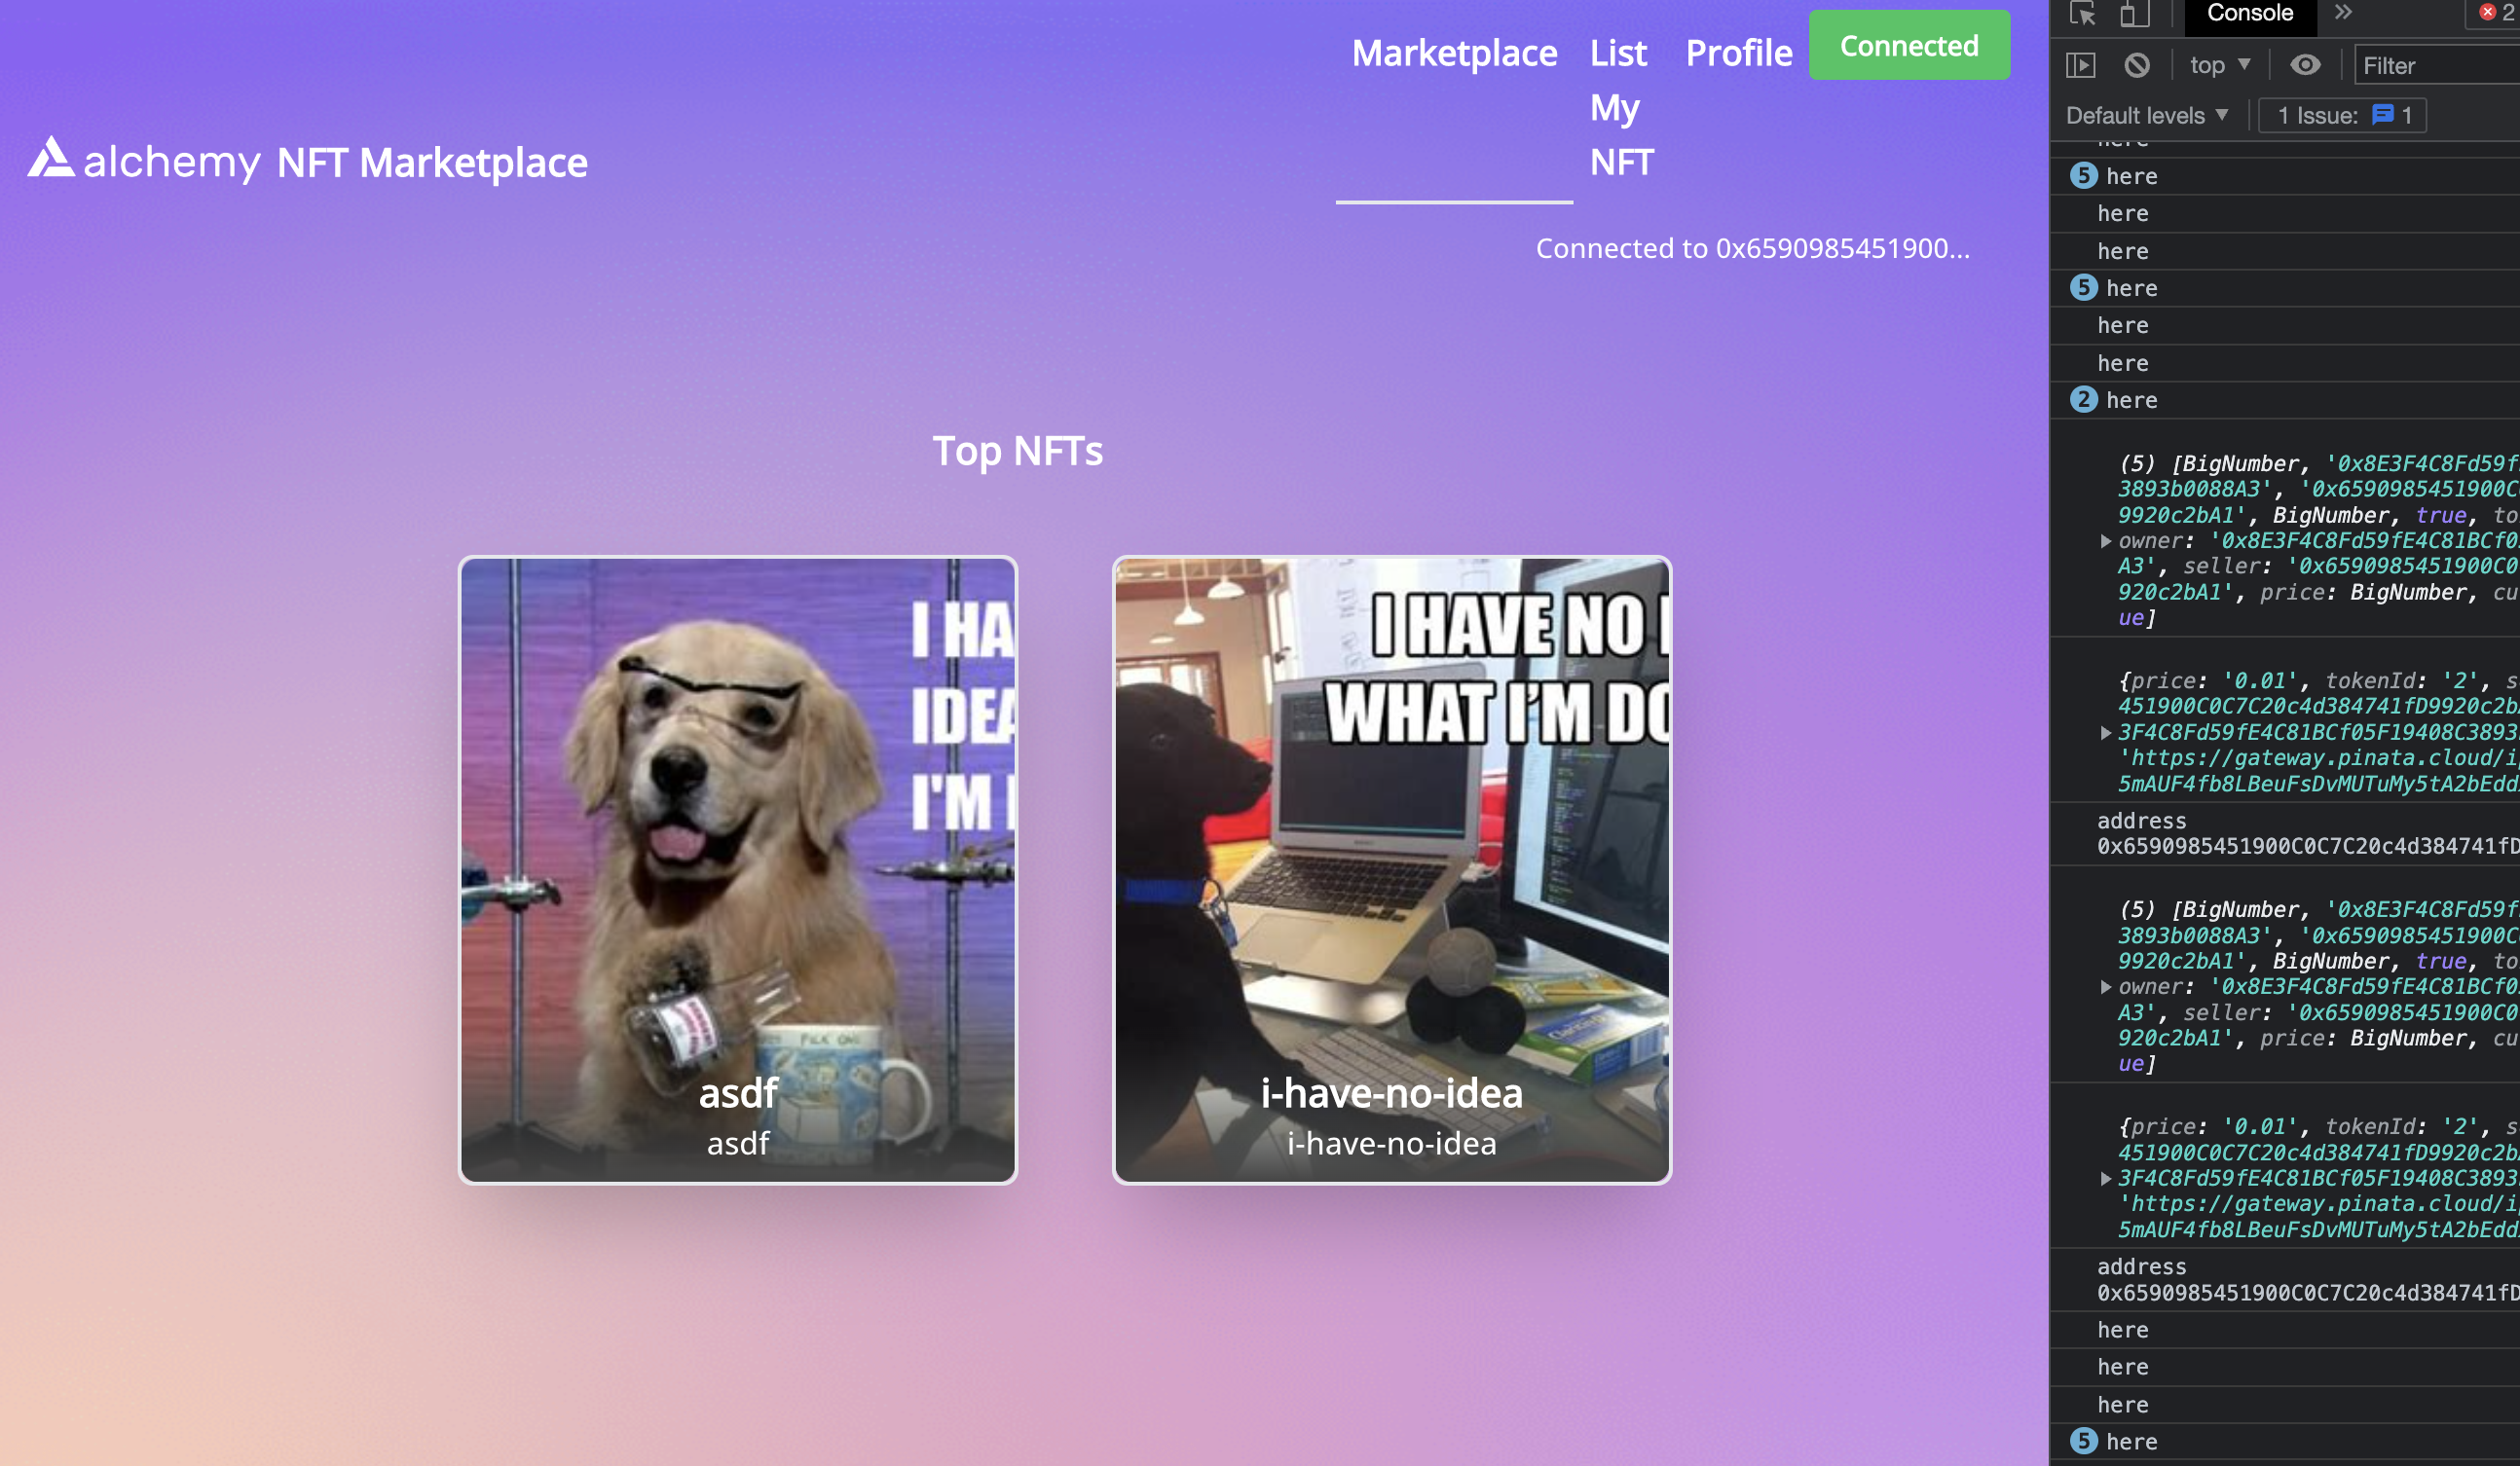 Marketplace
List
My
NFT
Profile
Connected
alchemy NFT Marketplace
Connected to 0x6590985451900...
Top NFTs
I HA
IDEA
I'M
asdf
asdf
I HAVE NO
WHAT I'M DO
i-have-no-idea
i-have-no-idea
Console
2
top
Filter
Default levels
1 Issue: 1
here
5 here
here
here
5 here
here
here
2 here
(5) [BigNumber, '0x8E3F4C8Fd59f
3893b0088A3', '0x6590985451900C
9920c2bA1', BigNumber, true, to
owner: '0x8E3F4C8Fd59fE4C81BCf0
A3', seller: '0x6590985451900C0
920c2bA1', price: BigNumber, cu
ue]
{price: '0.01', tokenId: '2', s
451900C0C7C20c4d384741fD9920c2b
3F4C8Fd59fE4C81BCf05F19408C3893
'https://gateway.pinata.cloud/i
5mAUF4fb8LBeuFsDvMUTuMy5tA2bEdd
address
0x6590985451900C0C7C20c4d384741fD
(5) [BigNumber, '0x8E3F4C8Fd59f
3893b0088A3', '0x6590985451900C
9920c2bA1', BigNumber, true, to
owner: '0x8E3F4C8Fd59fE4C81BCf0
A3', seller: '0x6590985451900C0
920c2bA1', price: BigNumber, cu
ue]
{price: '0.01', tokenId: '2', s
451900C0C7C20c4d384741fD9920c2b
3F4C8Fd59fE4C81BCf05F19408C3893
'https://gateway.pinata.cloud/i
5mAUF4fb8LBeuFsDvMUTuMy5tA2bEdd
address
0x6590985451900C0C7C20c4d384741fD
here
here
here
5 here